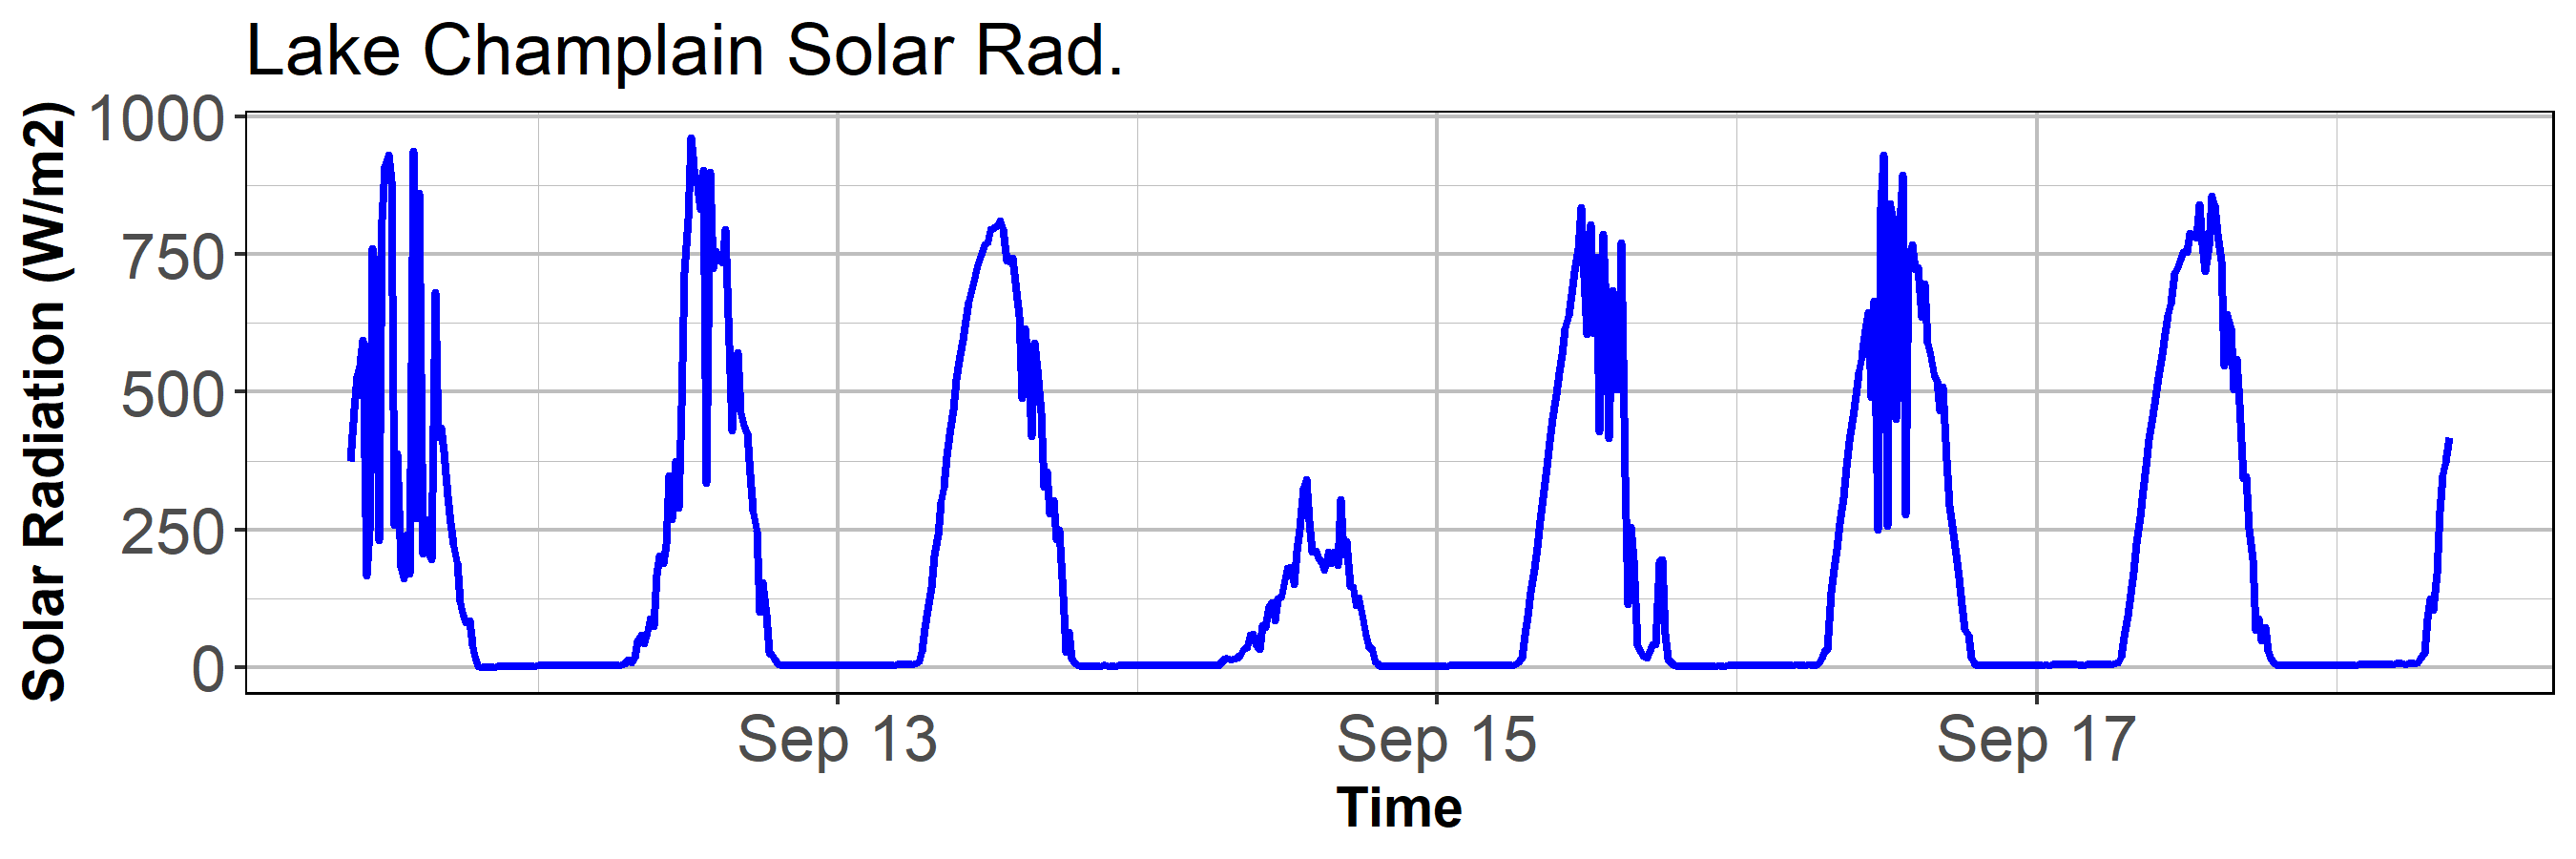 Lake Champlain Solar Rad.
Solar Radiation (W/m2)
1000
750
500
250
0
Sep 13
Sep 15
Sep 17
Time